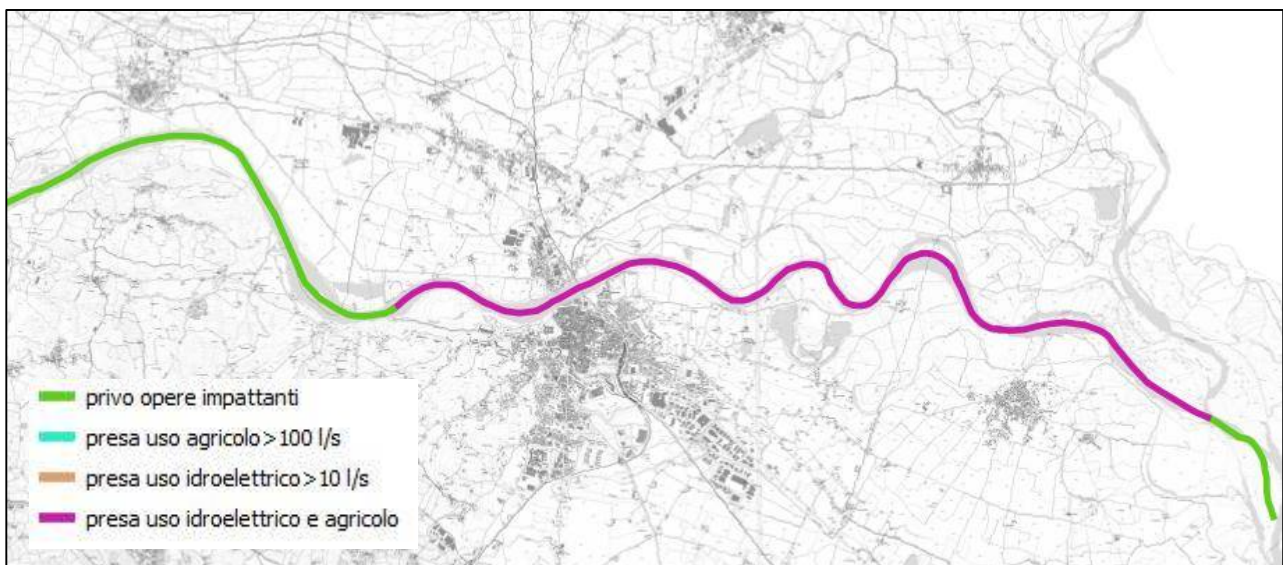 privo opere impattanti
presa uso agricolo>100 l/s
presa uso idroelettrico>10 l/s
presa uso idroelettrico e agricolo